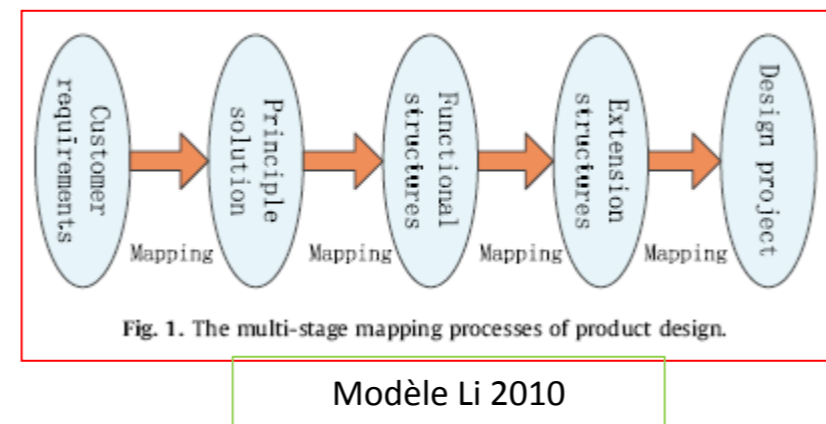 Customer
requirements
Principle
solution
Functional
structures
Extension
structures
Design project
Mapping
Mapping
Mapping
Mapping
Fig. 1. The multi-stage mapping processes of product design.
Modèle Li 2010